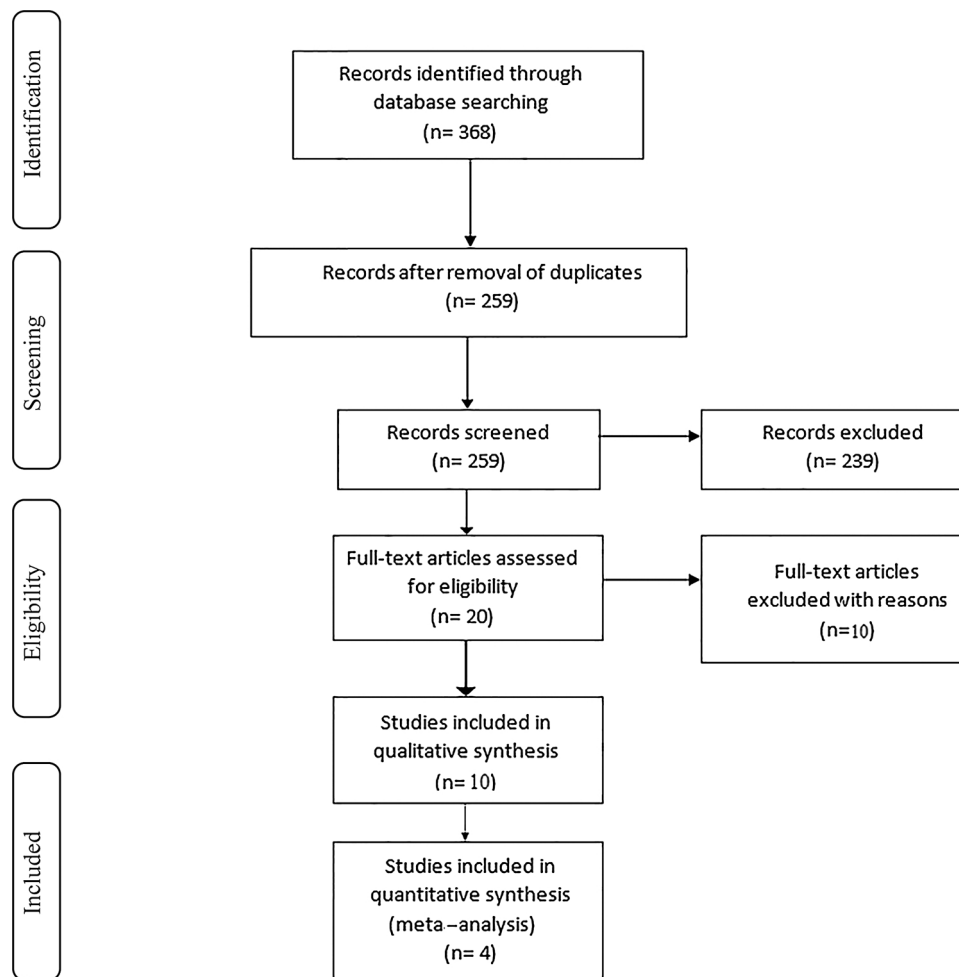 Identification
Records identified through
database searching
(n= 368)
Screening
Records after removal of duplicates
(n= 259)
Records screened
(n= 259)
Records excluded
(n= 239)
Eligibility
Full-text articles assessed
for eligibility
(n= 20)
Full-text articles
excluded with reasons
(n=10)
Studies included in
qualitative synthesis
(n= 10)
Included
Studies included in
quantitative synthesis
(meta–analysis)
(n= 4)